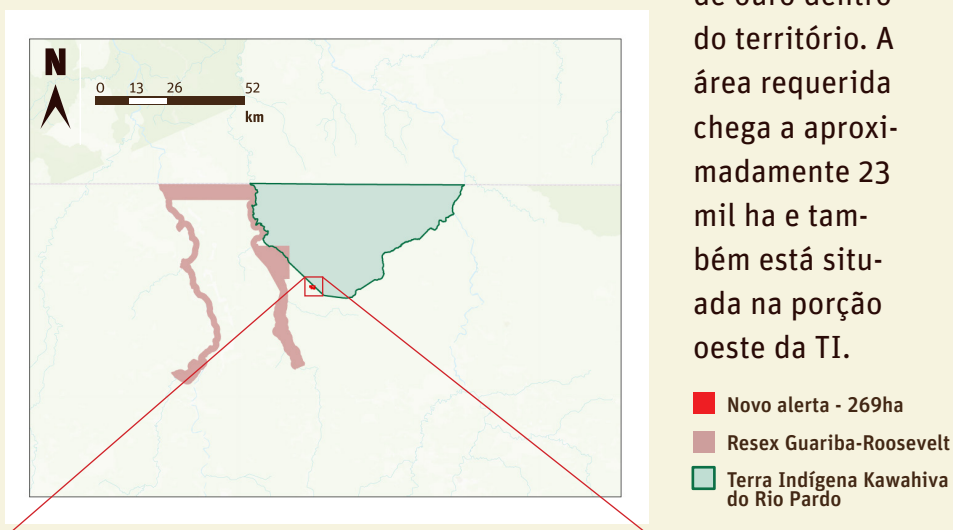 de ouro dentro
do território. A
área requerida
chega a aproxi-
madamente 23
mil ha e tam-
bém está situ-
ada na porção
oeste da TI.
N
0 13 26 52
km
Novo alerta - 269ha
Resex Guariba-Roosevelt
Terra Indígena Kawahiva
do Rio Pardo